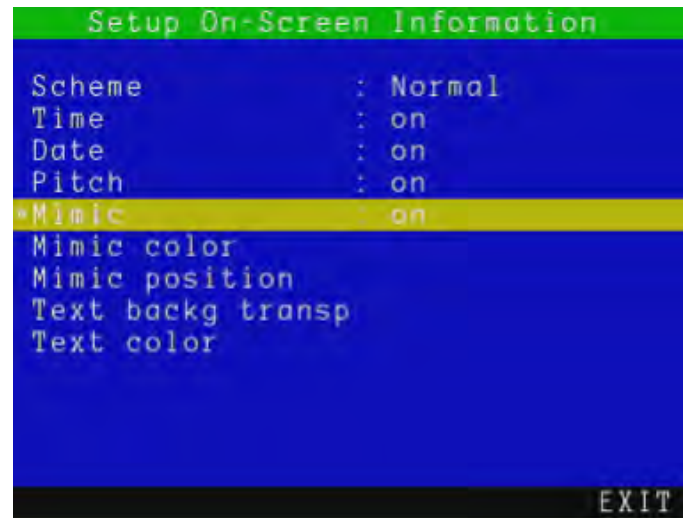 Setup On-Screen Information
Scheme : Normal
Time : on
Date : on
Pitch : on
*Mimic : on
Mimic color
Mimic position
Text backg transp
Text color
EXIT